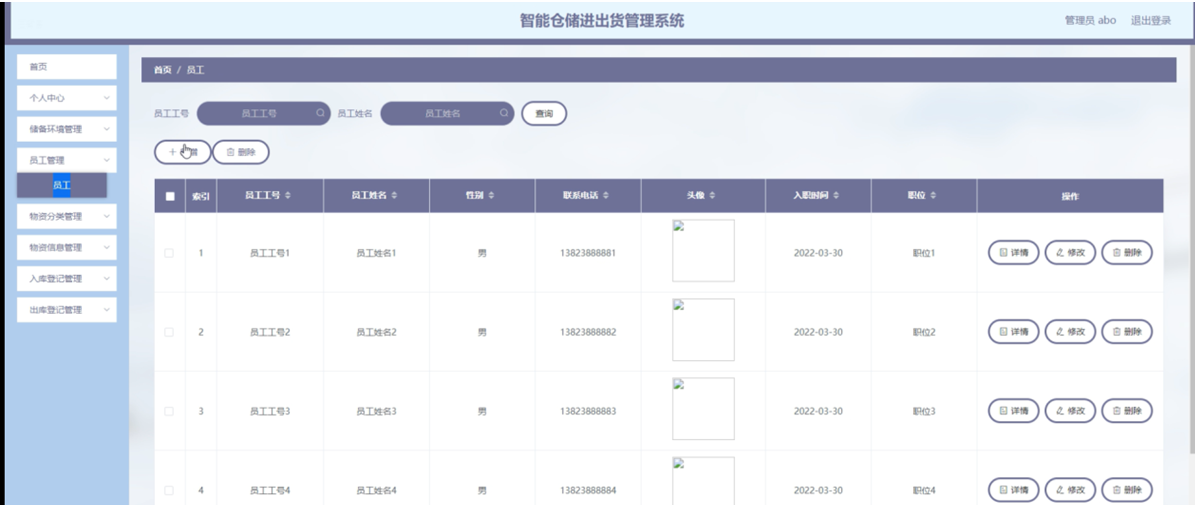 智能仓储进出货管理系统
管理员 abo 退出登录
首页
个人中心
储备环境管理
员工管理
员工
物资分类管理
物资信息管理
入库登记管理
出库登记管理
首页 / 员工
员工工号 员工工号 员工姓名 员工姓名 查询
删除
索引 员工工号 员工姓名 性别 联系电话 头像 入职时间 职位 操作
1 员工工号1 员工姓名1 男 13823888881 2022-03-30 职位1 详情 修改 删除
2 员工工号2 员工姓名2 男 13823888882 2022-03-30 职位2 详情 修改 删除
3 员工工号3 员工姓名3 男 13823888883 2022-03-30 职位3 详情 修改 删除
4 员工工号4 员工姓名4 男 13823888884 2022-03-30 职位4 详情 修改 删除